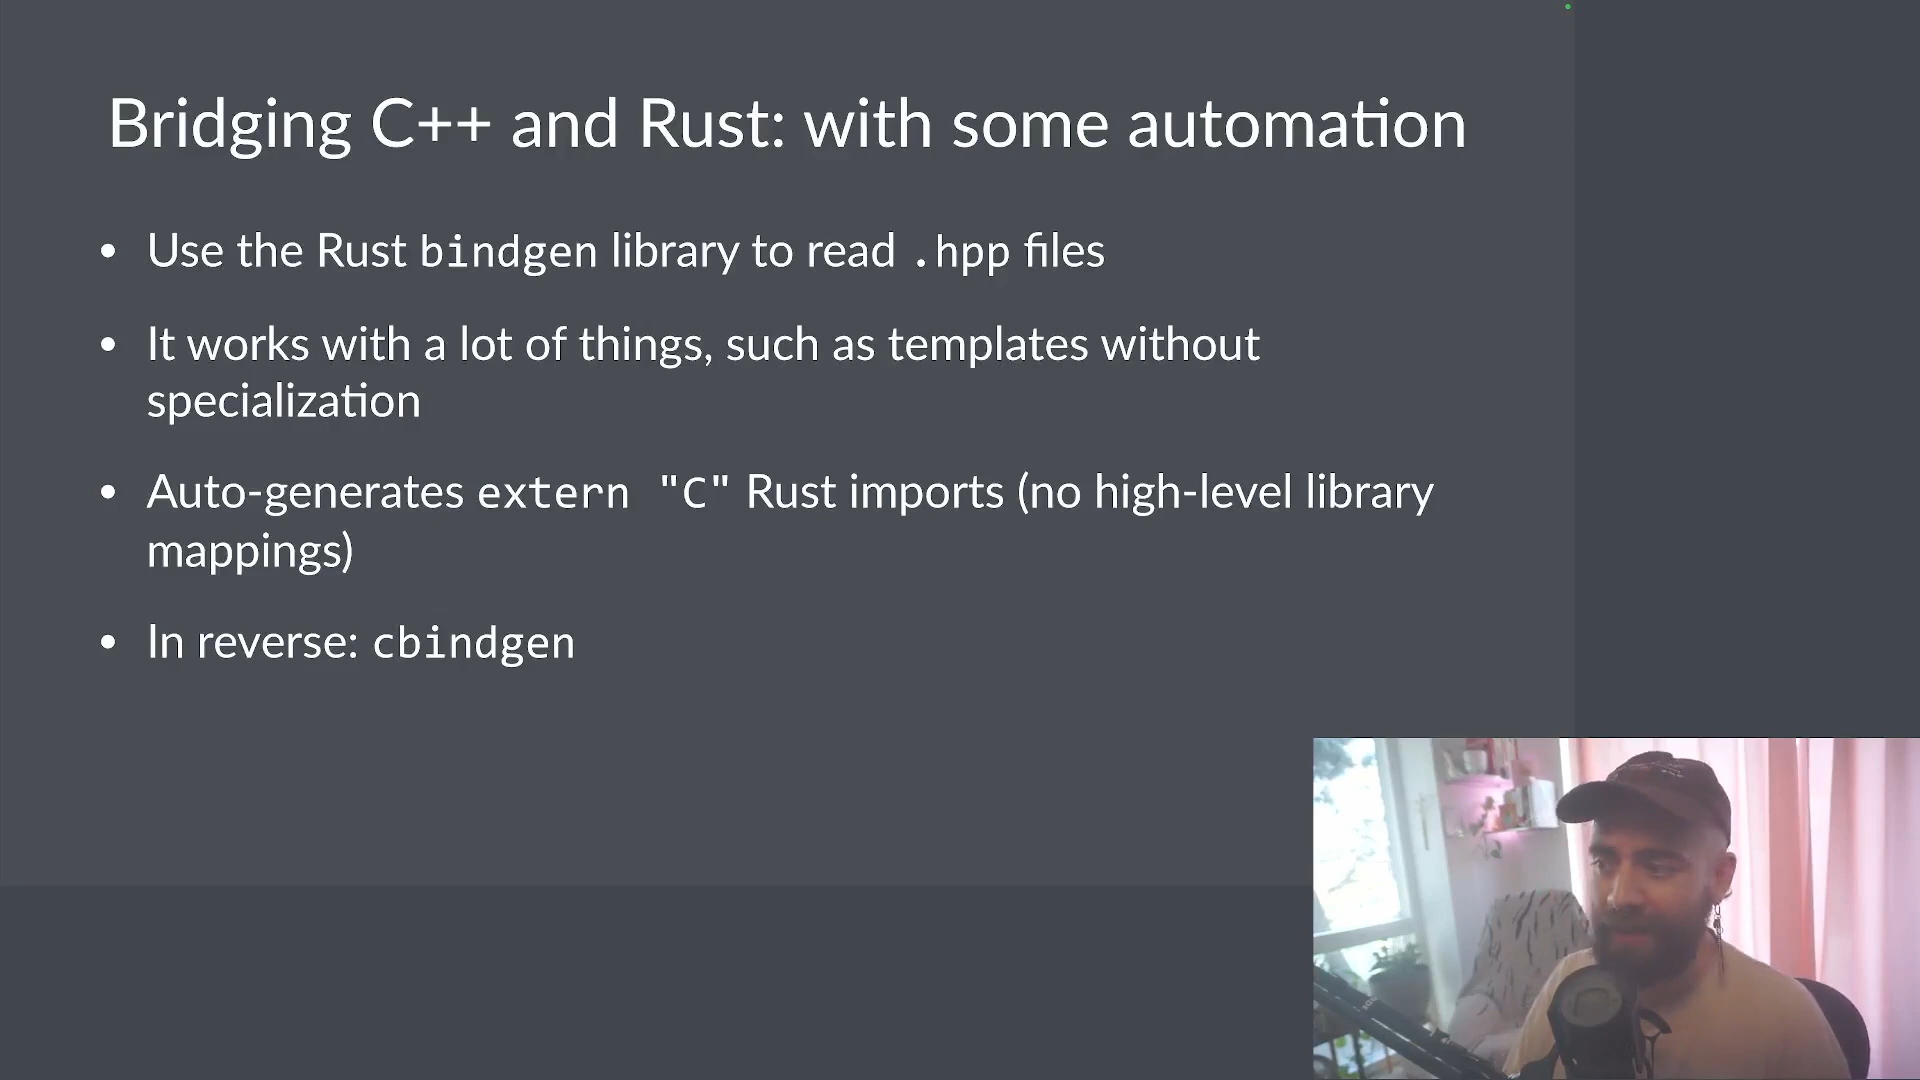 Bridging C++ and Rust: with some automation
• Use the Rust bindgen library to read .hpp files
• It works with a lot of things, such as templates without
specialization
• Auto-generates extern "C" Rust imports (no high-level library
mappings)
• In reverse: cbindgen